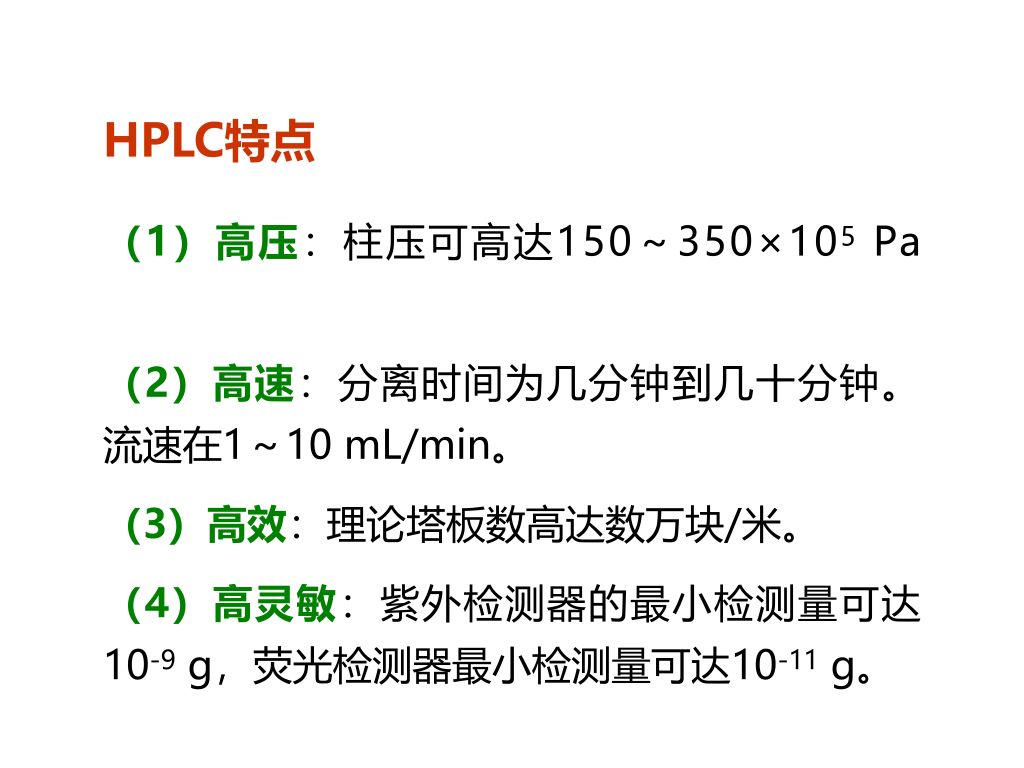 HPLC特点
（1）高压：柱压可高达150～350×10⁵ Pa
（2）高速：分离时间为几分钟到几十分钟。
流速在1～10 mL/min。
（3）高效：理论塔板数高达数万块/米。
（4）高灵敏：紫外检测器的最小检测量可达
10⁻⁹ g，荧光检测器最小检测量可达10⁻¹¹ g。